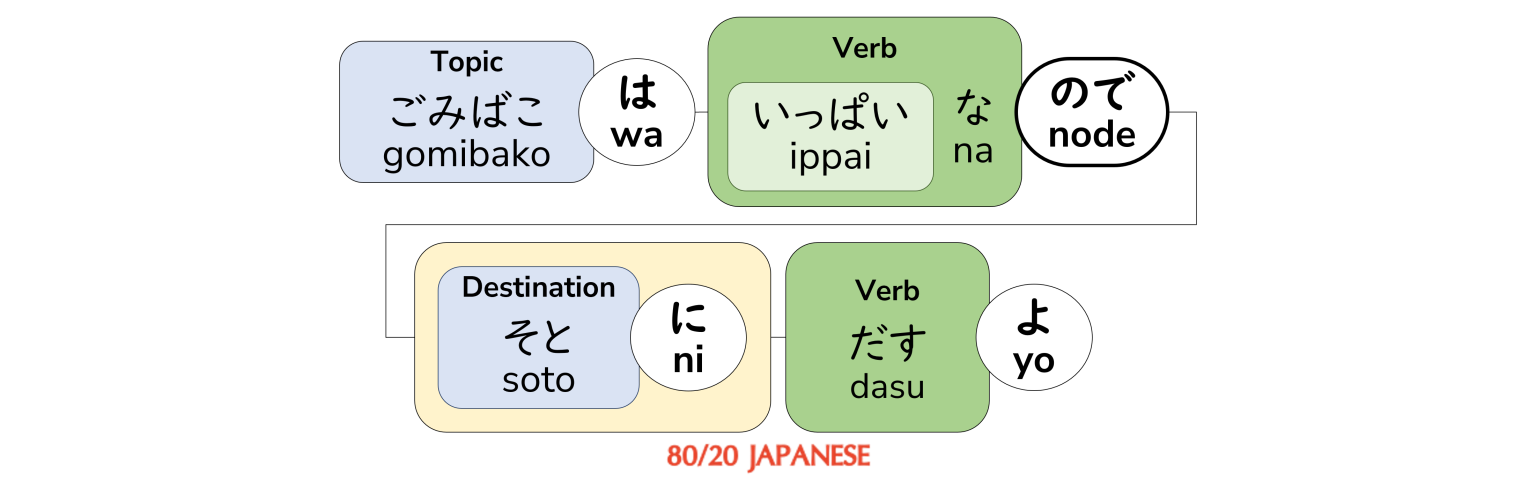 Topic
ごみばこ
gomibako
は
wa
Verb
いっぱい
ippai
な
na
ので
node
Destination
そと
soto
に
ni
Verb
だす
dasu
よ
yo
80/20 JAPANESE